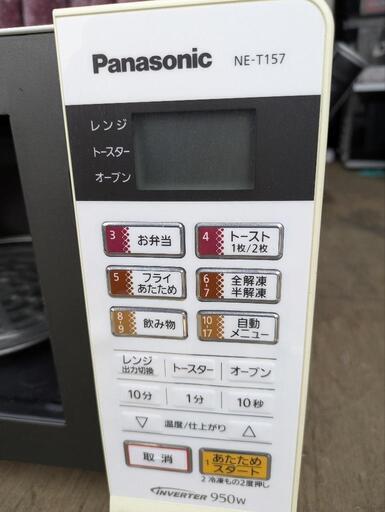 Panasonic NE-T157
レンジ
トースター
オーブン
3 お弁当
4 トースト
1枚/2枚
5 フライ
あたため
6-7 全解凍
半解凍
8-9 飲み物
10-17 自動
メニュー
レンジ
出力切換
トースター
オーブン
10分
1分
10秒
▽ 温度/仕上がり △
取消
1 あたため
スタート
2 冷凍もの2度押し
INVERTER 950W